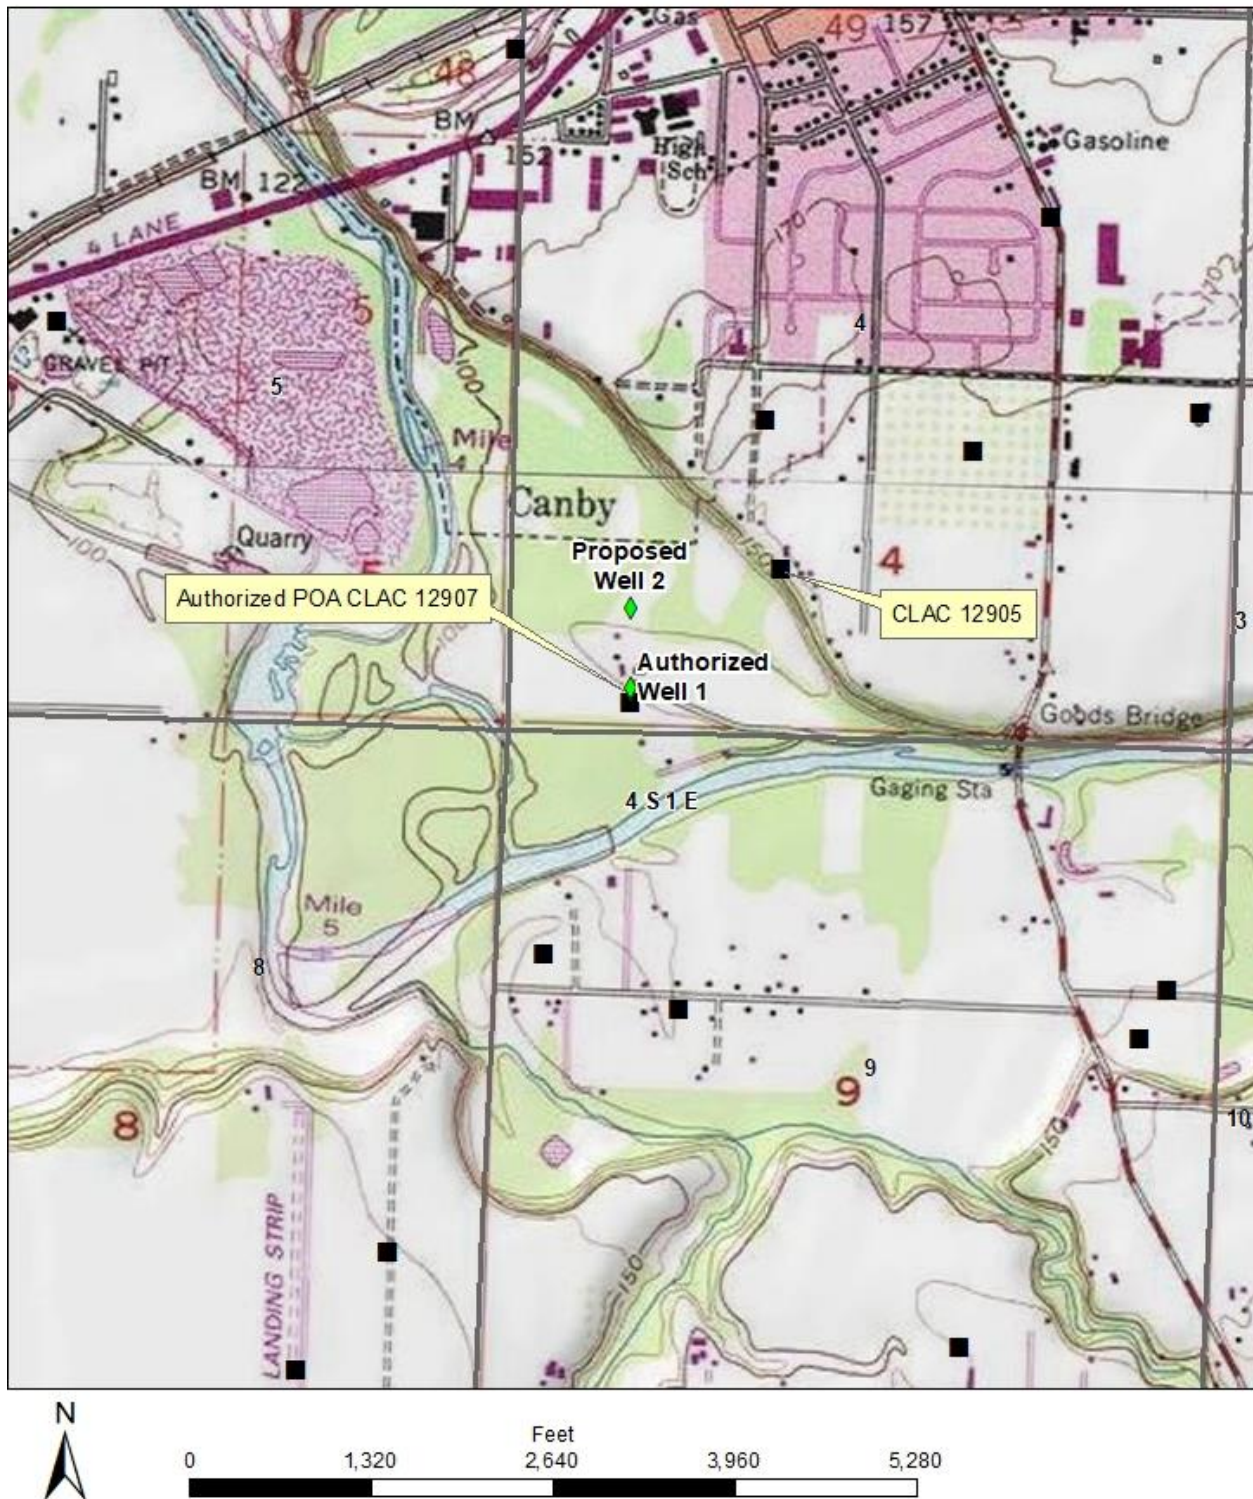 Gas
49
157
48
BM
152
High
Sch
Gasoline
BM 122
4 LANE
170
170
4
GRAVEL PIT
5
100
Mile
Canby
Quarry
100
150
4
Proposed
Well 2
Authorized POA CLAC 12907
CLAC 12905
3
100
Authorized
Well 1
Goods Bridge
Gaging Sta
4 S 1 E
Mile
5
8
9
9
8
10
150
LANDING STRIP
150
N
Feet
0 1,320 2,640 3,960 5,280